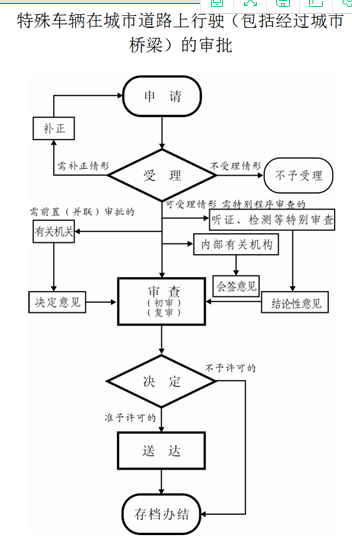 特殊车辆在城市道路上行驶（包括经过城市
桥梁）的审批
申 请
补正
需补正情形
受 理
不受理情形
不予受理
可受理情形 需特别程序审查的
需前置（并联）审批的
有关机关
听证、检测等特别审查
内部有关机构
会签意见
决定意见
审 查
（初审）
（复审）
结论性意见
决 定
不予许可的
准予许可的
送 达
存档办结